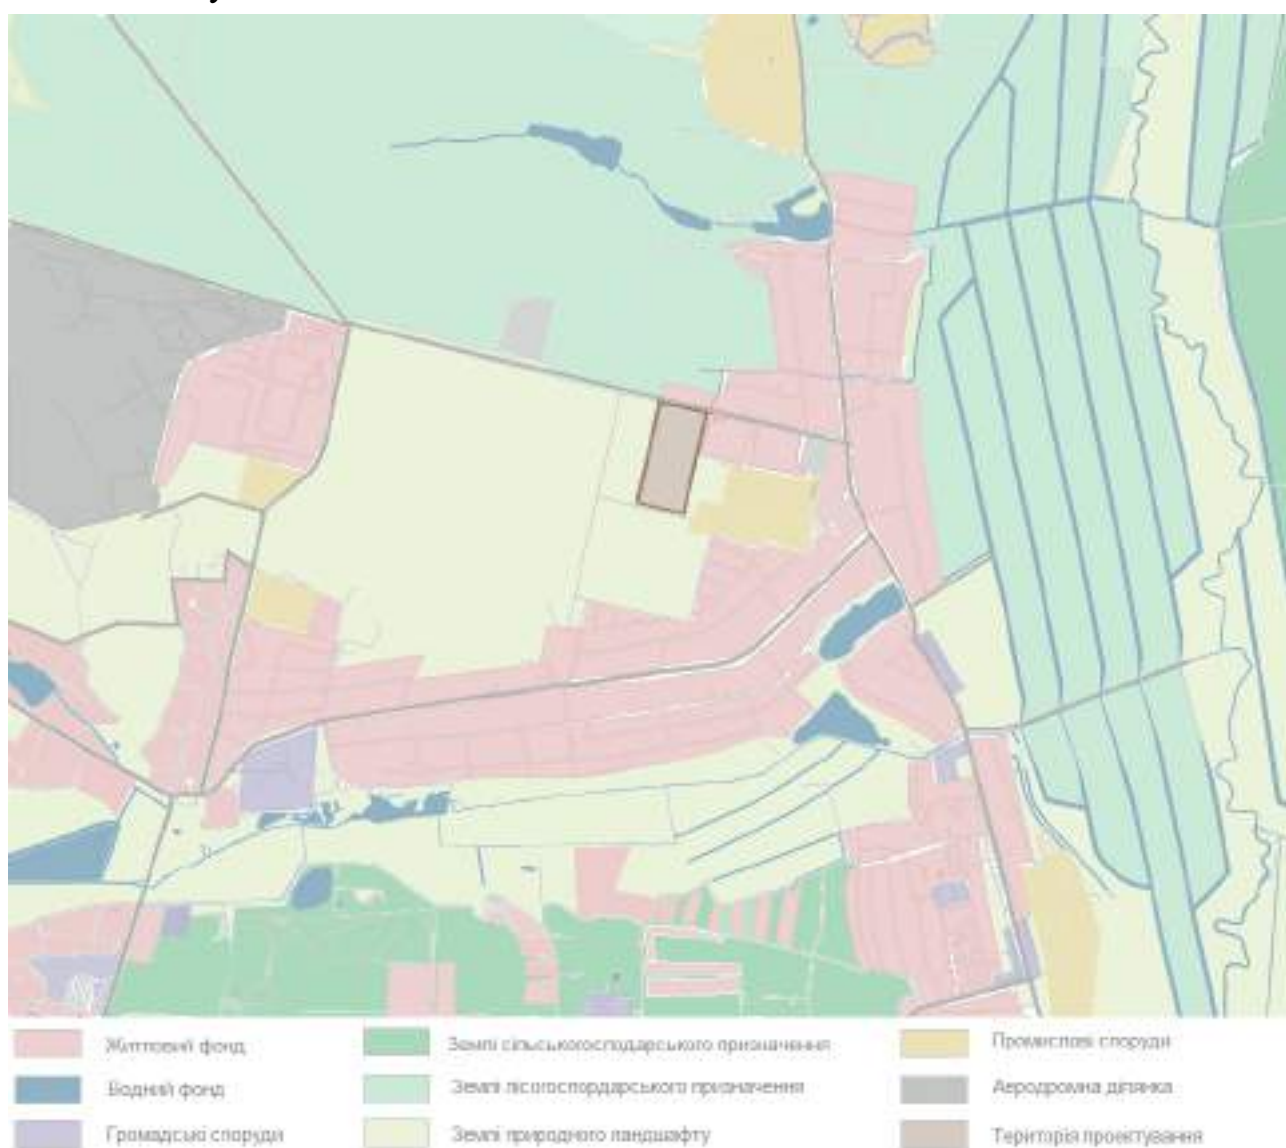 Житловий фонд
Водний фонд
Громадські споруди
Землі сільськогосподарського призначення
Землі лісогоспордарського призначення
Землі природного ландшафту
Промислові споруди
Аеродромна ділянка
Територія проектування